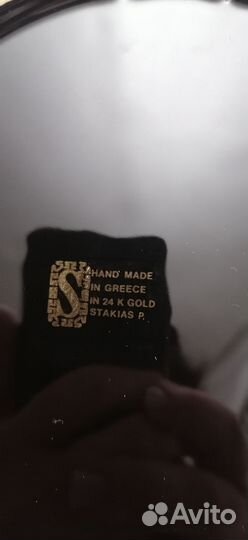 S
HAND MADE
IN GREECE
IN 24 K GOLD
STAKIAS P.
Avito